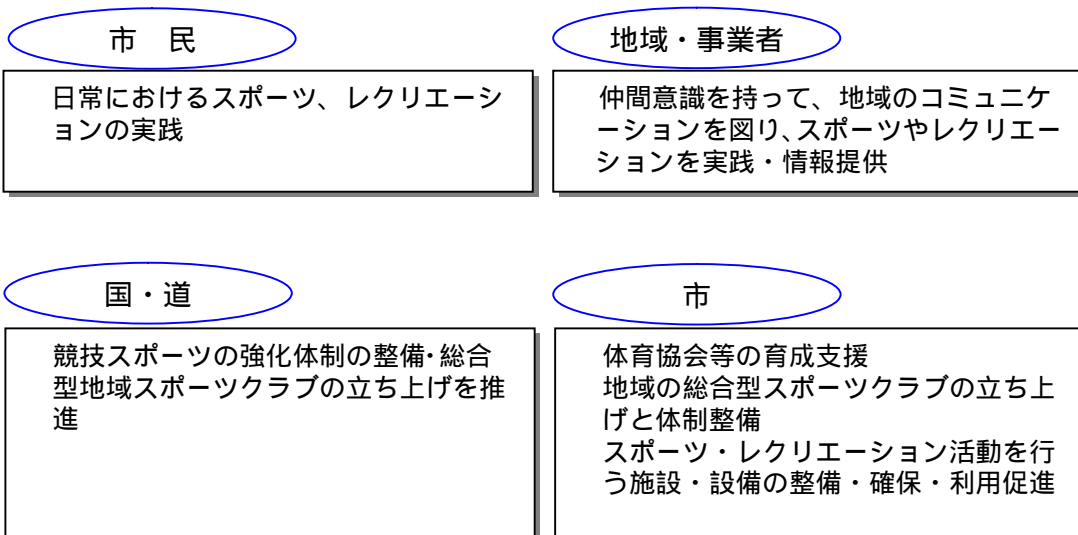 市　民
日常におけるスポーツ、レクリエーシ
ョンの実践
地域・事業者
仲間意識を持って、地域のコミュニケ
ーションを図り、スポーツやレクリエー
ションを実践・情報提供
国・道
競技スポーツの強化体制の整備・総合
型地域スポーツクラブの立ち上げを推
進
市
体育協会等の育成支援
地域の総合型スポーツクラブの立ち上
げと体制整備
スポーツ・レクリエーション活動を行
う施設・設備の整備・確保・利用促進